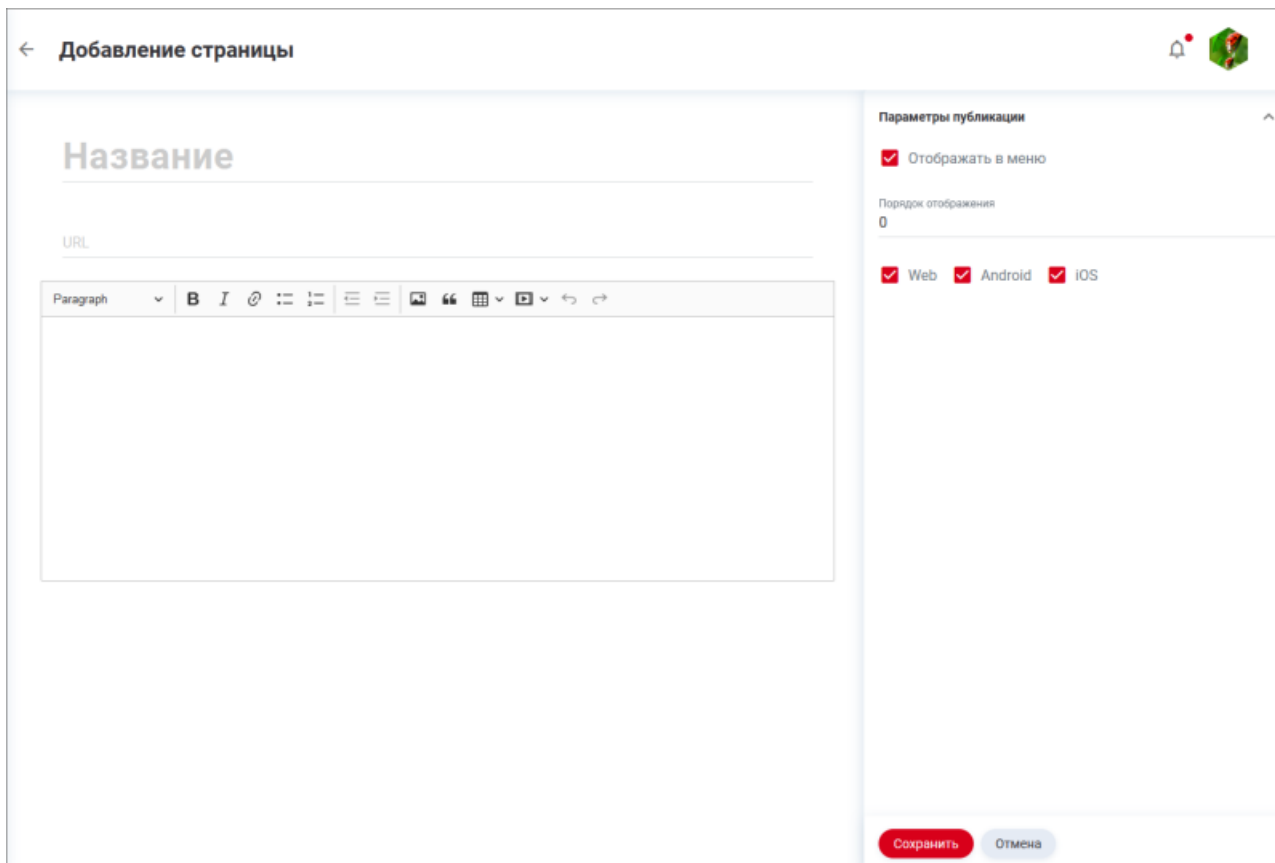 Добавление страницы
Название
URL
Paragraph
Параметры публикации
Отображать в меню
Порядок отображения
0
Web Android iOS
Сохранить Отмена